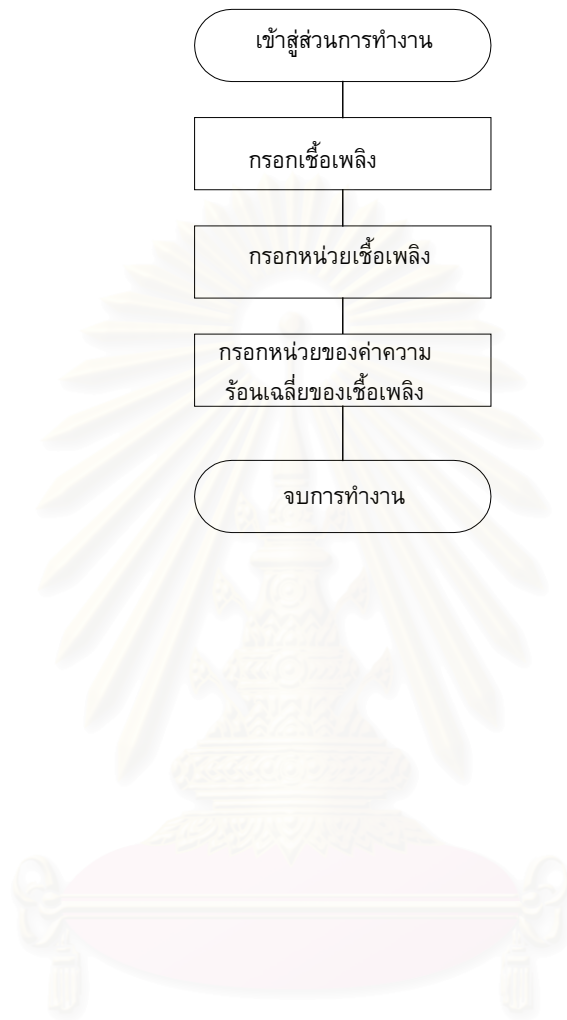 เข้าสู่ส่วนการทำงาน
กรอกเชื้อเพลิง
กรอกหน่วยเชื้อเพลิง
กรอกหน่วยของค่าความ
ร้อนเฉลี่ยของเชื้อเพลิง
จบการทำงาน